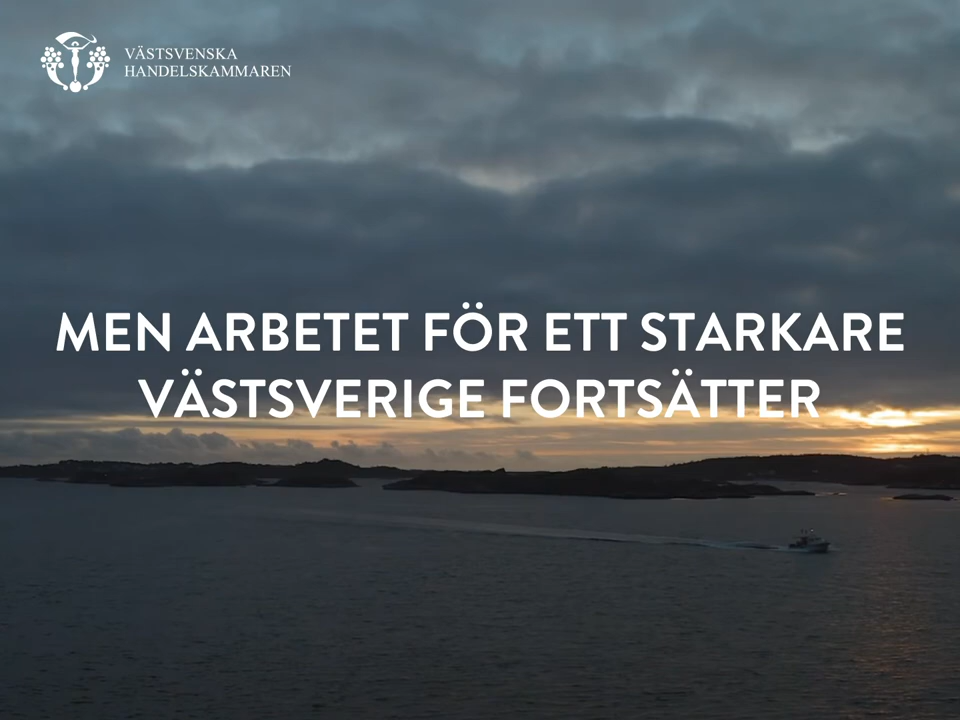 VÄSTSVENSKA
HANDELSKAMMAREN
MEN ARBETET FÖR ETT STARKARE
VÄSTSVERIGE FORTSÄTTER